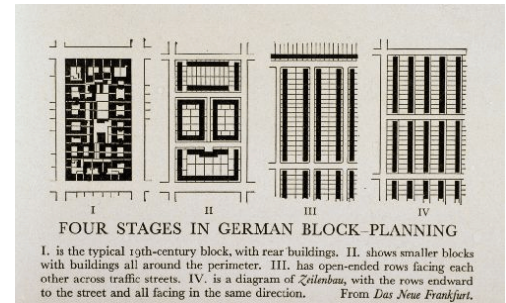 I II III IV
FOUR STAGES IN GERMAN BLOCK–PLANNING
I. is the typical 19th-century block, with rear buildings. II. shows smaller blocks
with buildings all around the perimeter. III. has open-ended rows facing each
other across traffic streets. IV. is a diagram of Zeilenbau, with the rows endward
to the street and all facing in the same direction. From Das Neue Frankfurt.